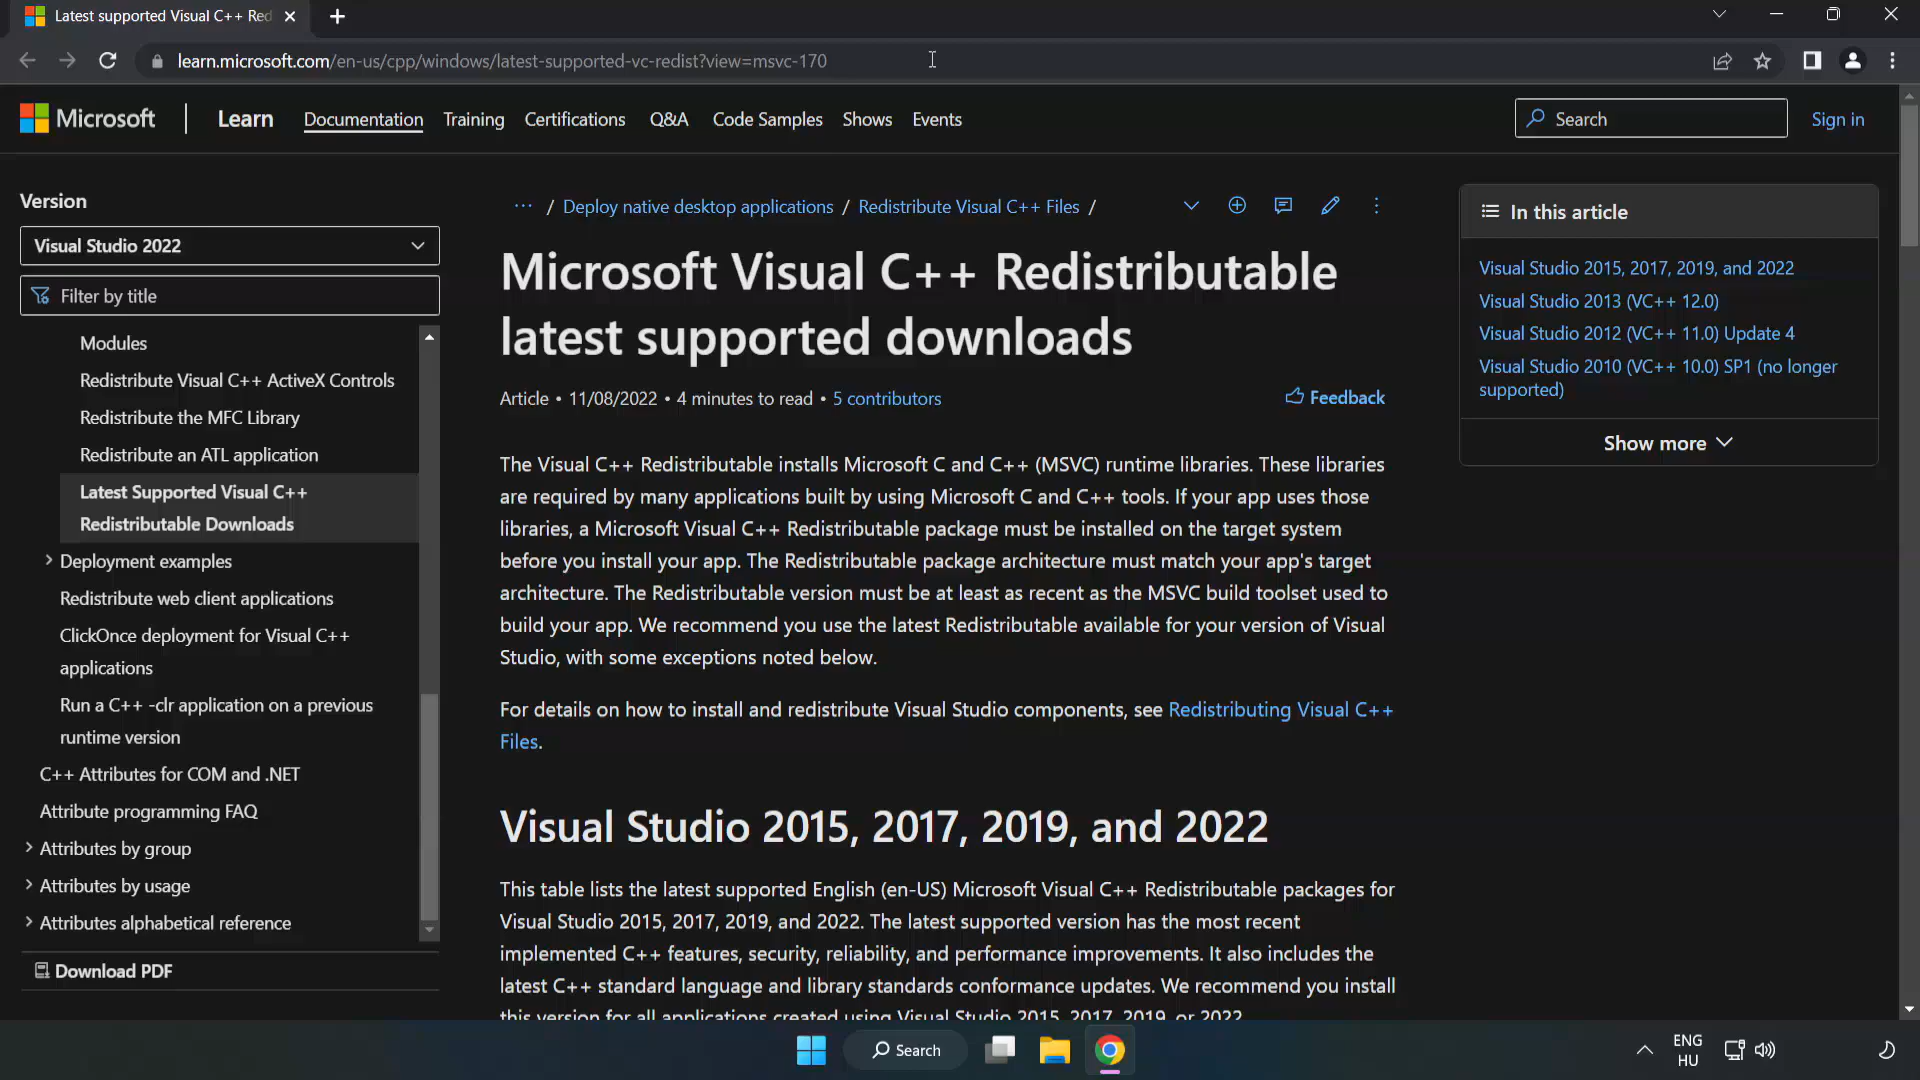 Latest supported Visual C++ Red
learn.microsoft.com/en-us/cpp/windows/latest-supported-vc-redist?view=msvc-170
Microsoft
Learn
Documentation
Training
Certifications
Q&A
Code Samples
Shows
Events
Search
Sign in
Version
Visual Studio 2022
Filter by title
Modules
Redistribute Visual C++ ActiveX Controls
Redistribute the MFC Library
Redistribute an ATL application
Latest Supported Visual C++
Redistributable Downloads
Deployment examples
Redistribute web client applications
ClickOnce deployment for Visual C++
applications
Run a C++ -clr application on a previous
runtime version
C++ Attributes for COM and .NET
Attribute programming FAQ
Attributes by group
Attributes by usage
Attributes alphabetical reference
Download PDF
... / Deploy native desktop applications / Redistribute Visual C++ Files /
Microsoft Visual C++ Redistributable
latest supported downloads
Article • 11/08/2022 • 4 minutes to read • 5 contributors
Feedback
The Visual C++ Redistributable installs Microsoft C and C++ (MSVC) runtime libraries. These libraries
are required by many applications built by using Microsoft C and C++ tools. If your app uses those
libraries, a Microsoft Visual C++ Redistributable package must be installed on the target system
before you install your app. The Redistributable package architecture must match your app's target
architecture. The Redistributable version must be at least as recent as the MSVC build toolset used to
build your app. We recommend you use the latest Redistributable available for your version of Visual
Studio, with some exceptions noted below.
For details on how to install and redistribute Visual Studio components, see Redistributing Visual C++
Files.
Visual Studio 2015, 2017, 2019, and 2022
This table lists the latest supported English (en-US) Microsoft Visual C++ Redistributable packages for
Visual Studio 2015, 2017, 2019, and 2022. The latest supported version has the most recent
implemented C++ features, security, reliability, and performance improvements. It also includes the
latest C++ standard language and library standards conformance updates. We recommend you install
this version for all applications created using Visual Studio 2015, 2017, 2019, or 2022.
In this article
Visual Studio 2015, 2017, 2019, and 2022
Visual Studio 2013 (VC++ 12.0)
Visual Studio 2012 (VC++ 11.0) Update 4
Visual Studio 2010 (VC++ 10.0) SP1 (no longer
supported)
Show more
Search
ENG
HU